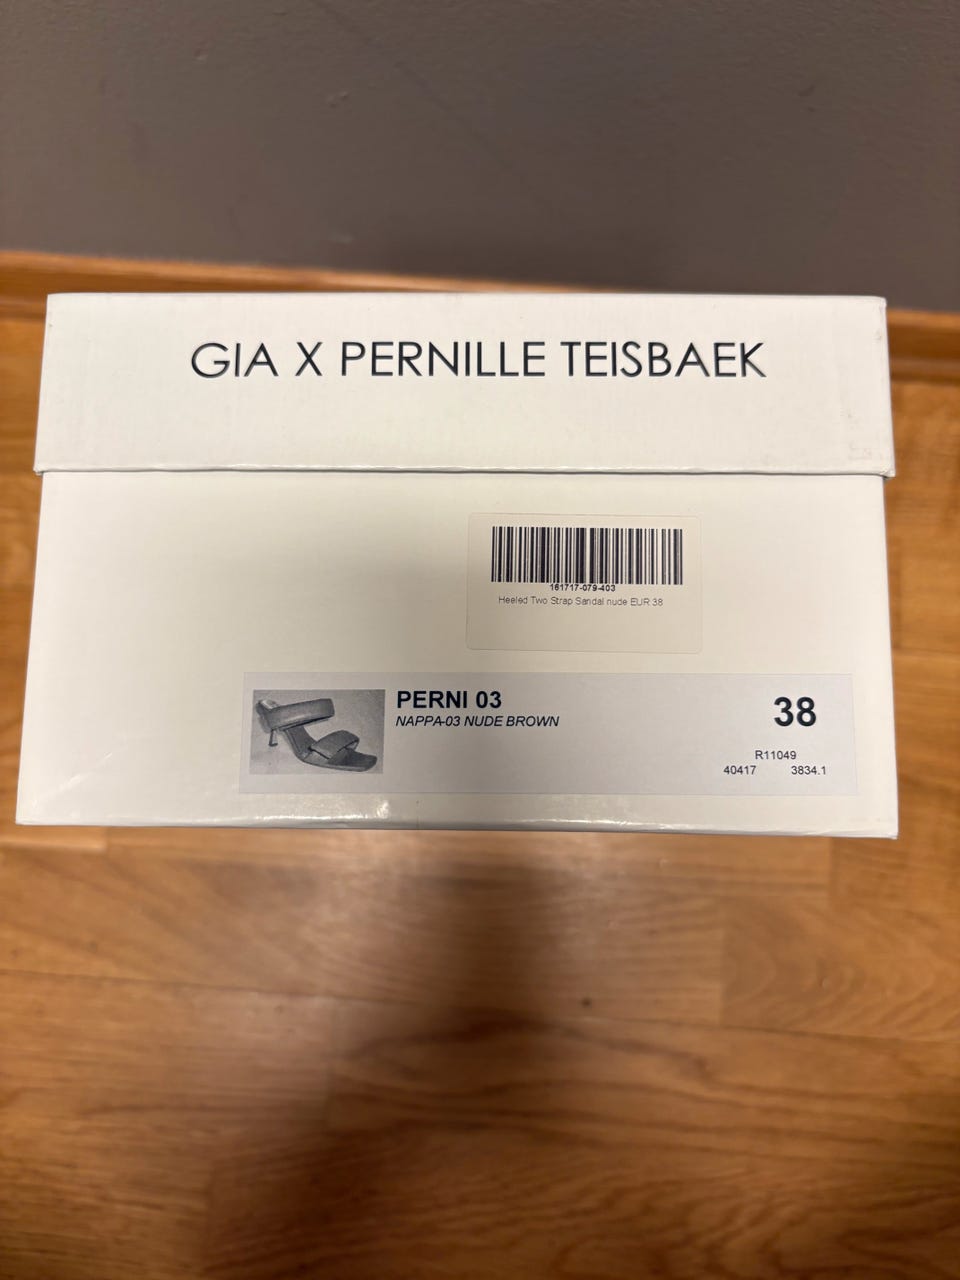 GIA X PERNILLE TEISBAEK
161717-079-403
Heeled Two Strap Sandal nude EUR 38
PERNI 03
NAPPA-03 NUDE BROWN
38
R11049
40417 3834.1